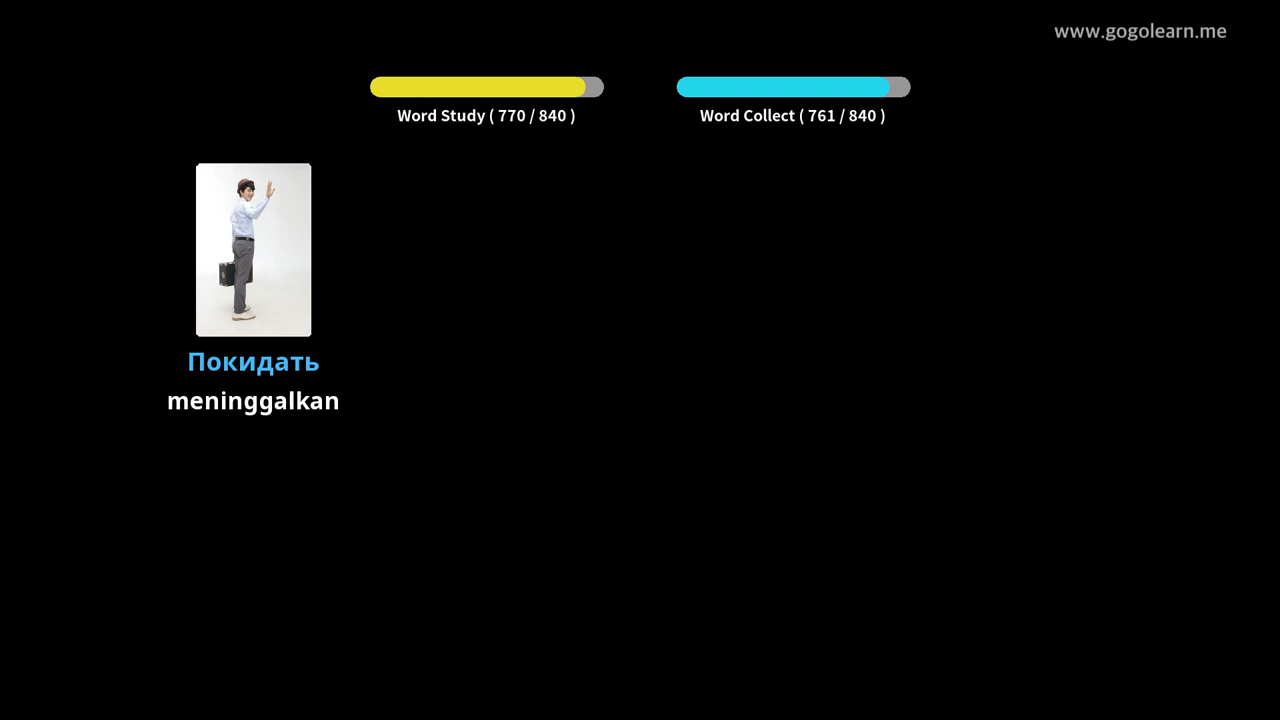 www.gogolearn.me
Word Study ( 770 / 840 )
Word Collect ( 761 / 840 )
Покидать
meninggalkan